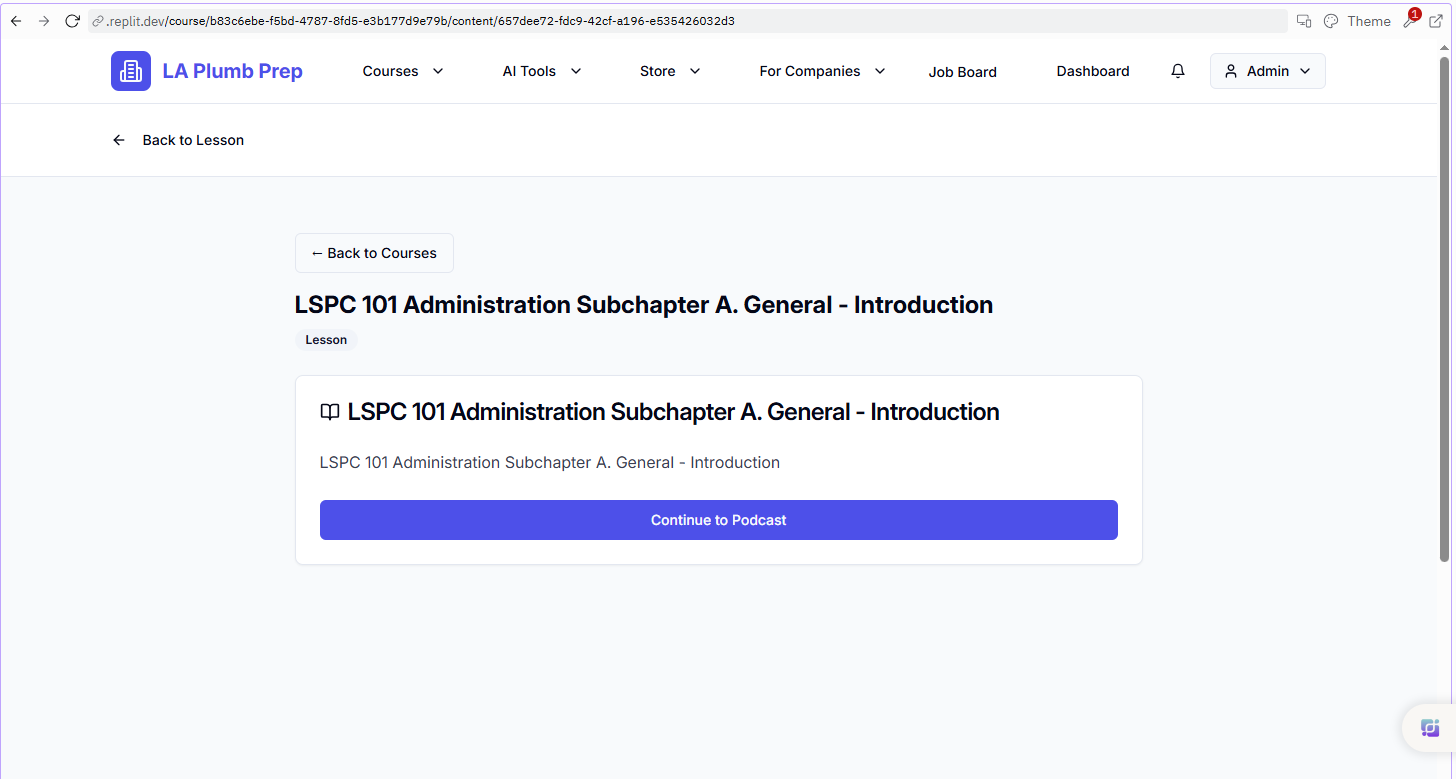 .replit.dev/course/b83c6ebe-f5bd-4787-8fd5-e3b177d9e79b/content/657dee72-fdc9-42cf-a196-e535426032d3
Theme
1
LA Plumb Prep
Courses
AI Tools
Store
For Companies
Job Board
Dashboard
Admin
Back to Lesson
← Back to Courses
LSPC 101 Administration Subchapter A. General - Introduction
Lesson
LSPC 101 Administration Subchapter A. General - Introduction
LSPC 101 Administration Subchapter A. General - Introduction
Continue to Podcast